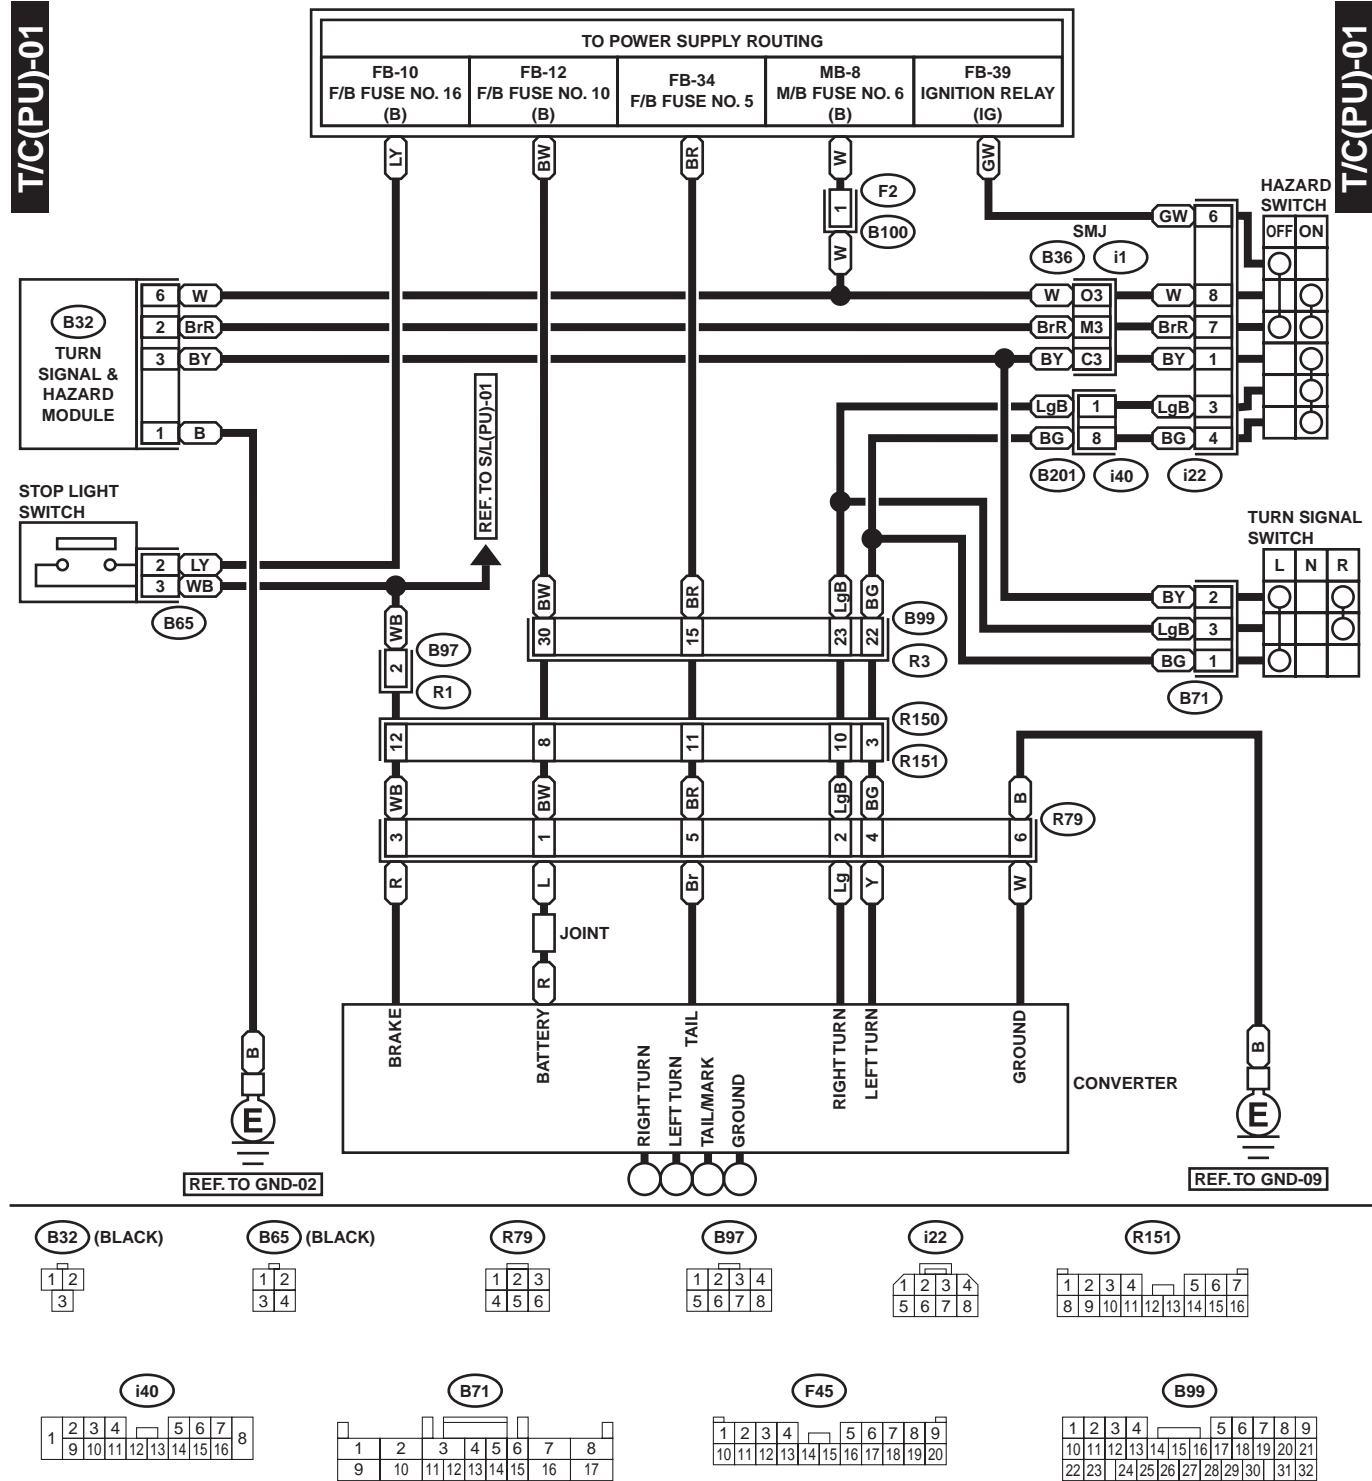 T/C(PU)-01
T/C(PU)-01
TO POWER SUPPLY ROUTING
FB-10
F/B FUSE NO. 16
(B)
FB-12
F/B FUSE NO. 10
(B)
FB-34
F/B FUSE NO. 5
MB-8
M/B FUSE NO. 6
(B)
FB-39
IGNITION RELAY
(IG)
LY
BW
BR
W
GW
1
F2
B100
W
HAZARD
SWITCH
OFF ON
GW 6
SMJ
B36 i1
B32
TURN
SIGNAL &
HAZARD
MODULE
6 W
2 BrR
3 BY
1 B
W O3 W 8
BrR M3 BrR 7
BY C3 BY 1
LgB 1 LgB 3
BG 8 BG 4
B201 i40 i22
REF. TO S/L(PU)-01
STOP LIGHT
SWITCH
2 LY
3 WB
B65
TURN SIGNAL
SWITCH
L N R
BY 2
LgB 3
BG 1
B71
WB
2
B97
R1
BW BR LgB BG
30 15 23 22
B99
R3
12 8 11 10 3
R150
R151
WB BW BR LgB BG B
3 1 5 2 4 6
R79
R L Br Lg Y W
JOINT
R
BRAKE
BATTERY
TAIL
RIGHT TURN
LEFT TURN
GROUND
RIGHT TURN
LEFT TURN
TAIL/MARK
GROUND
CONVERTER
B
E
REF. TO GND-02
B
E
REF. TO GND-09
B32 (BLACK)
1 2
3
B65 (BLACK)
1 2
3 4
R79
1 2 3
4 5 6
B97
1 2 3 4
5 6 7 8
i22
1 2 3 4
5 6 7 8
R151
1 2 3 4 5 6 7
8 9 10 11 12 13 14 15 16
i40
1 2 3 4 5 6 7 8
9 10 11 12 13 14 15 16
B71
1 2 3 4 5 6 7 8
9 10 11 12 13 14 15 16 17
F45
1 2 3 4 5 6 7 8 9
10 11 12 13 14 15 16 17 18 19 20
B99
1 2 3 4 5 6 7 8 9
10 11 12 13 14 15 16 17 18 19 20 21
22 23 24 25 26 27 28 29 30 31 32